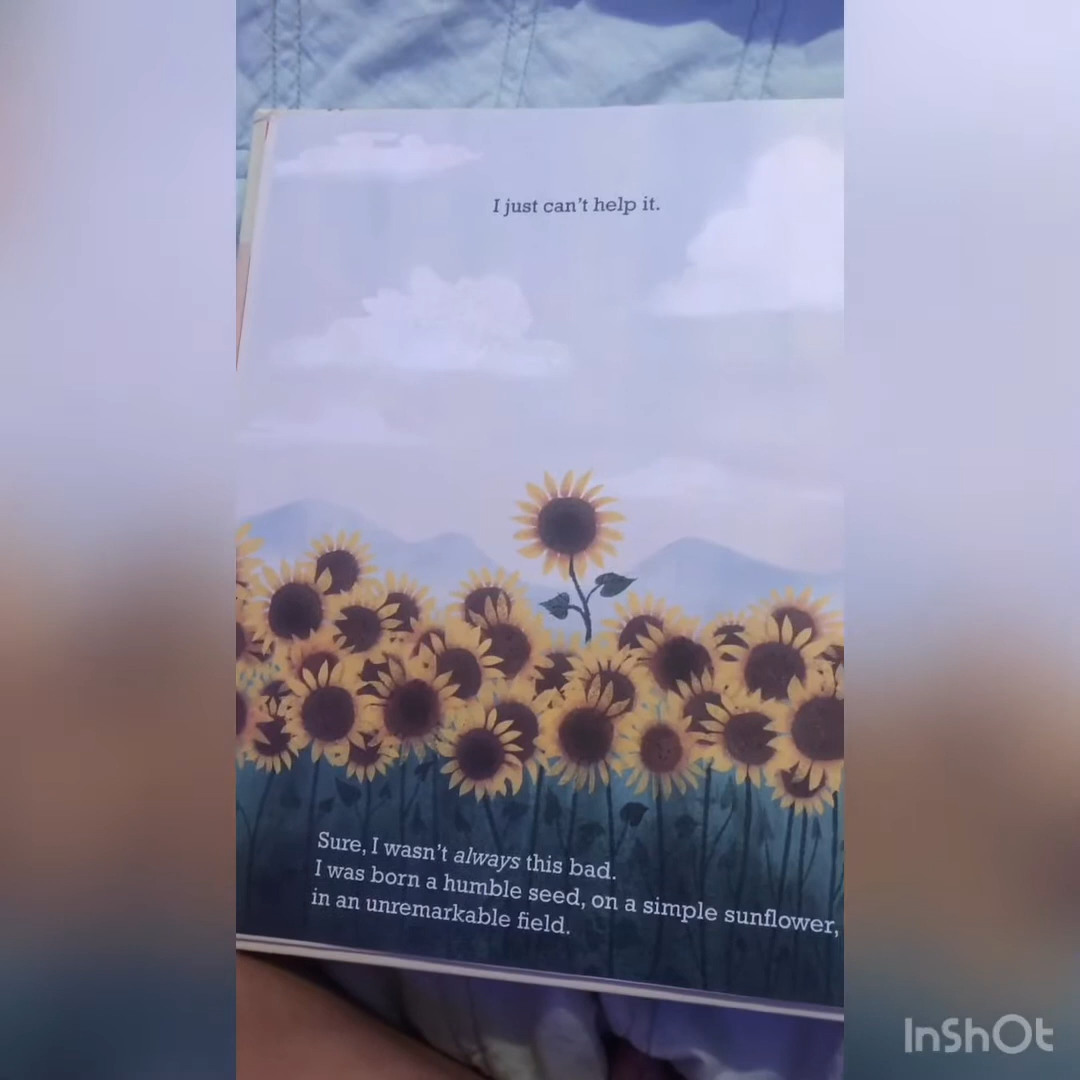 I just can't help it.
Sure, I wasn't always this bad.
I was born a humble seed, on a simple sunflower,
in an unremarkable field.
InShOt